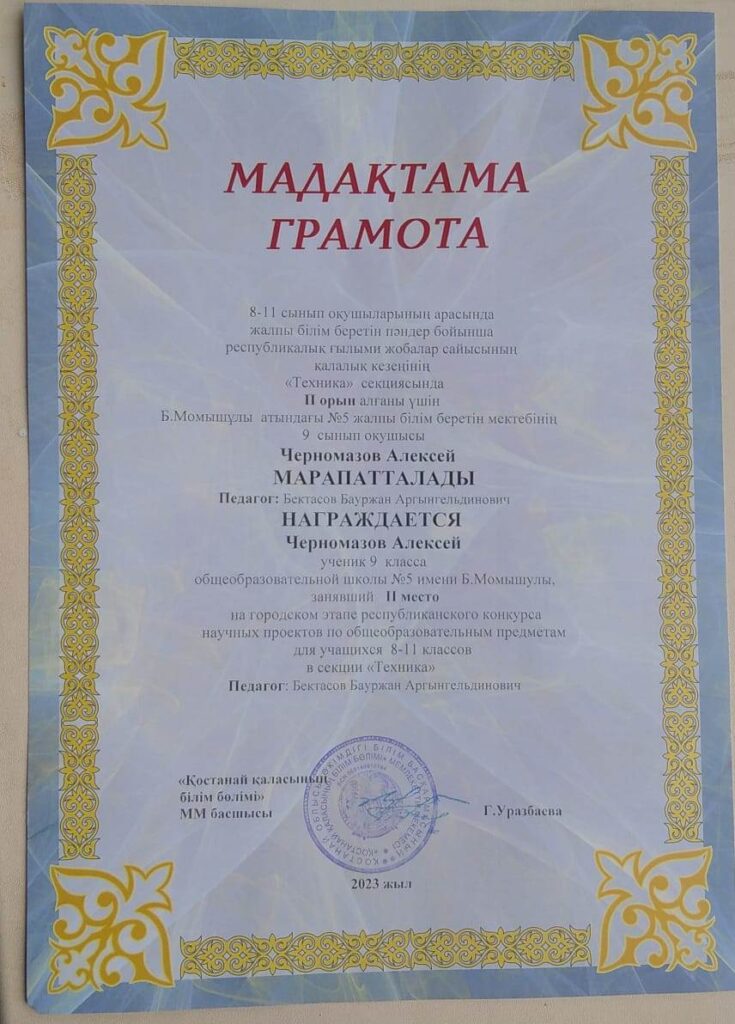 МАДАҚТАМА
ГРАМОТА
8-11 сынып оқушыларының арасында
жалпы білім беретін пәндер бойынша
республикалық ғылыми жобалар сайысының
қалалық кезеңінің
«Техника» секциясында
II орын алғаны үшін
Б.Момышұлы атындағы №5 жалпы білім беретін мектебінің
9 сынып оқушысы
Черномазов Алексей
МАРАПАТТАЛАДЫ
Педагог: Бектасов Бауржан Аргынгельдинович
НАГРАЖДАЕТСЯ
Черномазов Алексей
ученик 9 класса
общеобразовательной школы №5 имени Б.Момышулы,
занявший II место
на городском этапе республиканского конкурса
научных проектов по общеобразовательным предметам
для учащихся 8-11 классов
в секции «Техника»
Педагог: Бектасов Бауржан Аргынгельдинович
«Қостанай қаласының
білім бөлімі»
ММ басшысы
Г.Уразбаева
2023 жыл